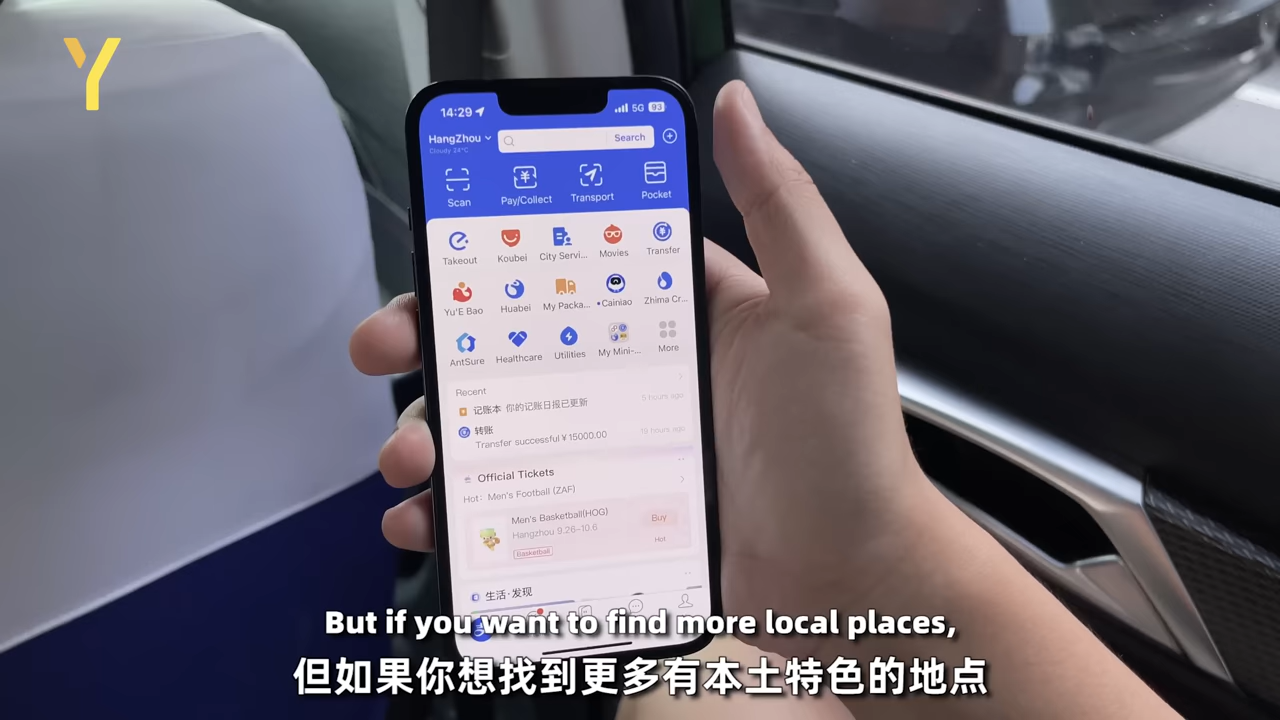 Y
14:29
5G 93
HangZhou
Search
Cloudy 24°C
Scan
Pay/Collect
Transport
Pocket
Takeout
Koubei
City Servi...
Movies
Transfer
Yu'E Bao
Huabei
My Packa...
Cainiao
Zhima Cr...
AntSure
Healthcare
Utilities
My Mini-...
More
Recent
记账本 你的记账日报已更新
5 hours ago
转账
Transfer successful ¥15000.00
19 hours ago
Official Tickets
Hot: Men's Football (ZAF)
Men's Basketball(HOG)
Hangzhou 9.26-10.6
Basketball
Buy
Hot
生活·发现
But if you want to find more local places,
但如果你想找到更多有本土特色的地点